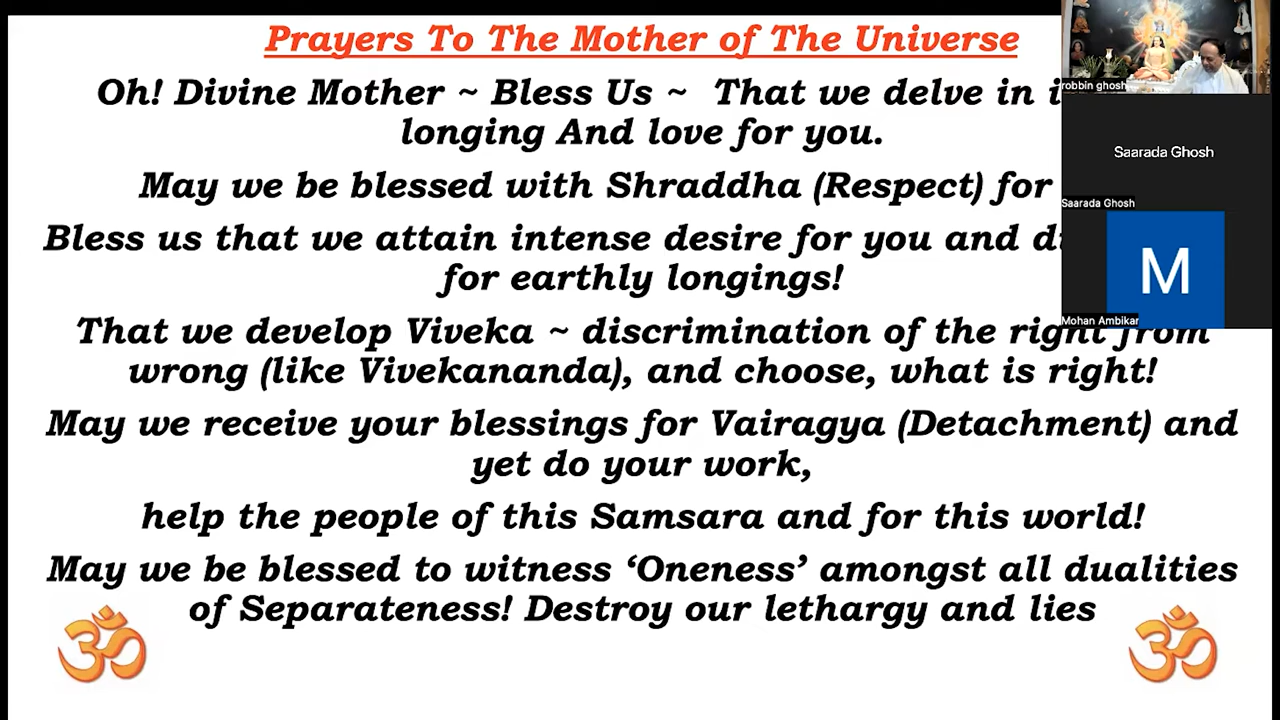 Prayers To The Mother of The Universe
Oh! Divine Mother ~ Bless Us ~ That we delve in
longing And love for you.
May we be blessed with Shraddha (Respect) for
Bless us that we attain intense desire for you and
for earthly longings!
That we develop Viveka ~ discrimination of the right from
wrong (like Vivekananda), and choose, what is right!
May we receive your blessings for Vairagya (Detachment) and
yet do your work,
help the people of this Samsara and for this world!
May we be blessed to witness ‘Oneness’ amongst all dualities
of Separateness! Destroy our lethargy and lies
ॐ
ॐ
robbin ghosh
Saarada Ghosh
Saarada Ghosh
M
Mohan Ambikar